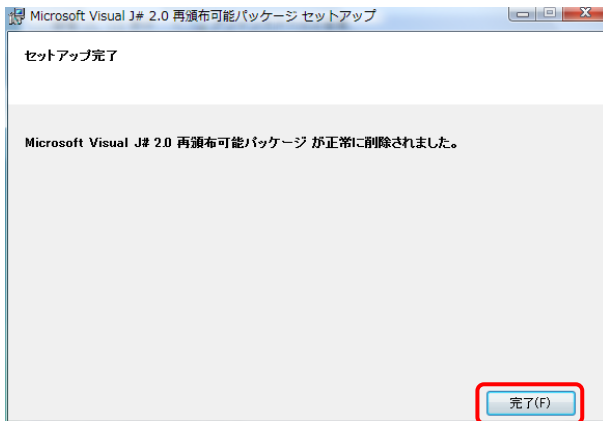 Microsoft Visual J# 2.0 再頒布可能パッケージ セットアップ
セットアップ完了
Microsoft Visual J# 2.0 再頒布可能パッケージ が正常に削除されました。
完了(F)